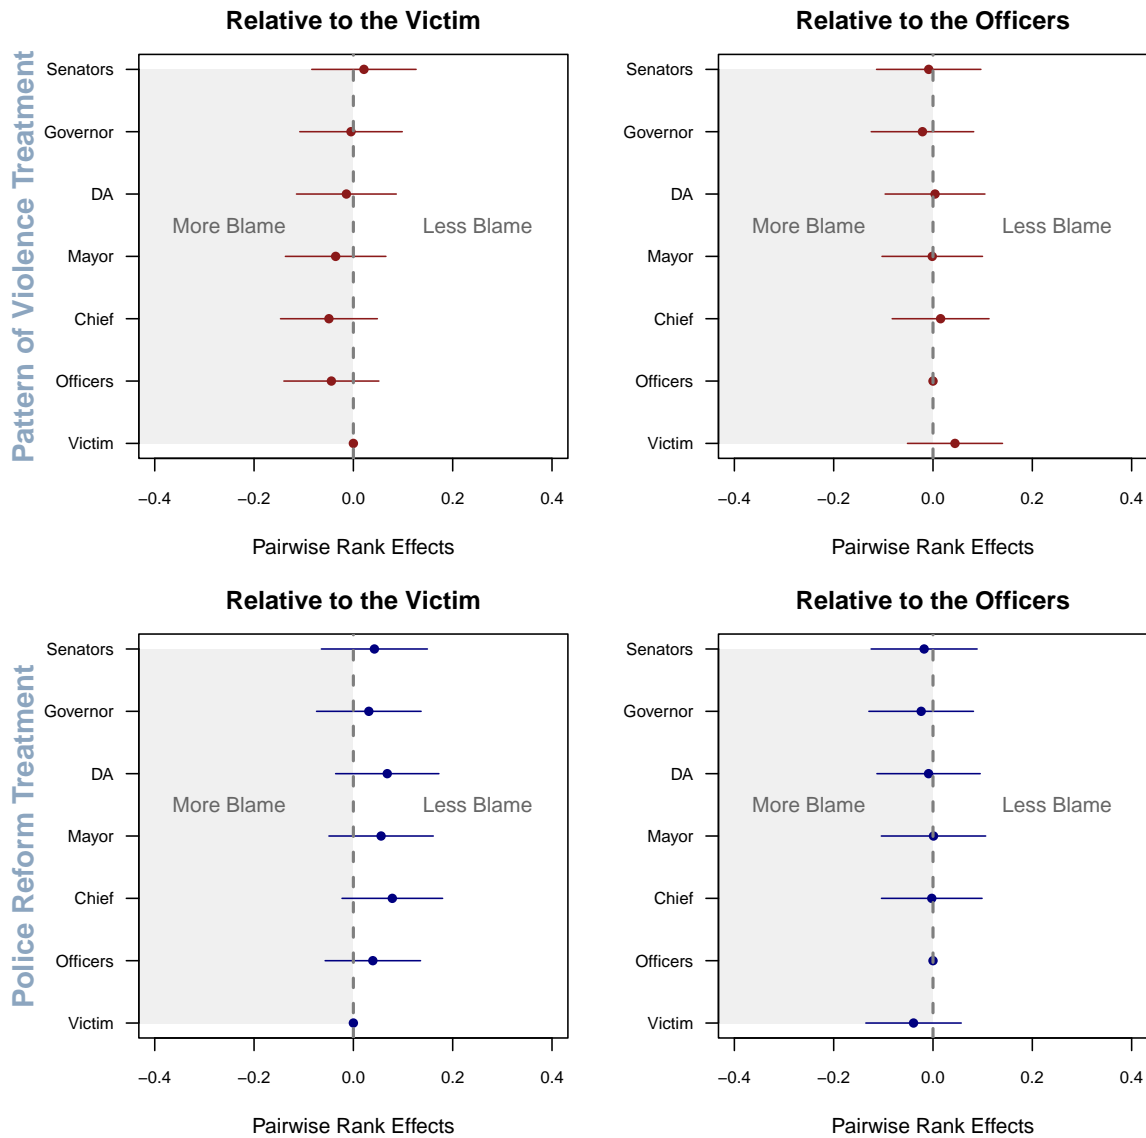 Relative to the Victim
Relative to the Officers
Pattern of Violence Treatment
Senators
Governor
DA
Mayor
Chief
Officers
Victim
More Blame
Less Blame
−0.4
−0.2
0.0
0.2
0.4
Pairwise Rank Effects
Senators
Governor
DA
Mayor
Chief
Officers
Victim
More Blame
Less Blame
−0.4
−0.2
0.0
0.2
0.4
Pairwise Rank Effects
Relative to the Victim
Relative to the Officers
Police Reform Treatment
Senators
Governor
DA
Mayor
Chief
Officers
Victim
More Blame
Less Blame
−0.4
−0.2
0.0
0.2
0.4
Pairwise Rank Effects
Senators
Governor
DA
Mayor
Chief
Officers
Victim
More Blame
Less Blame
−0.4
−0.2
0.0
0.2
0.4
Pairwise Rank Effects